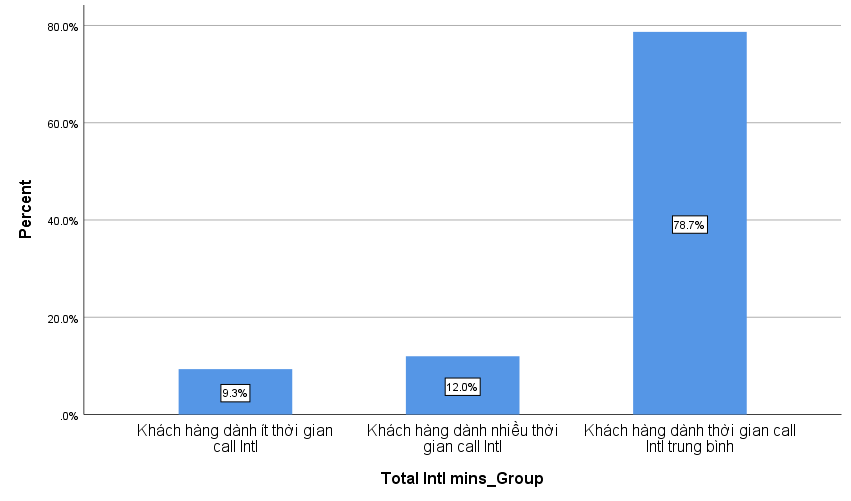 80.0%
60.0%
40.0%
20.0%
.0%
Percent
9.3%
12.0%
78.7%
Khách hàng dành ít thời gian
call Intl
Khách hàng dành nhiều thời
gian call Intl
Khách hàng dành thời gian call
Intl trung bình
Total Intl mins_Group